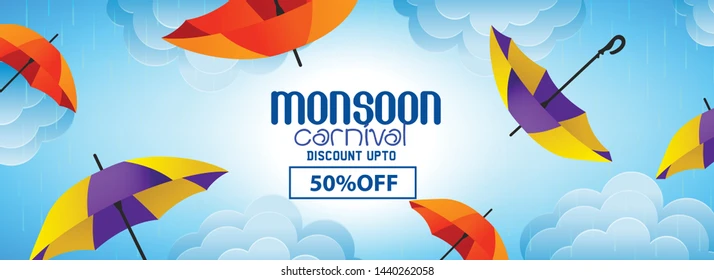 monsoon
carnival
DISCOUNT UPTO
50%OFF
shutterstock.com · 1440262058